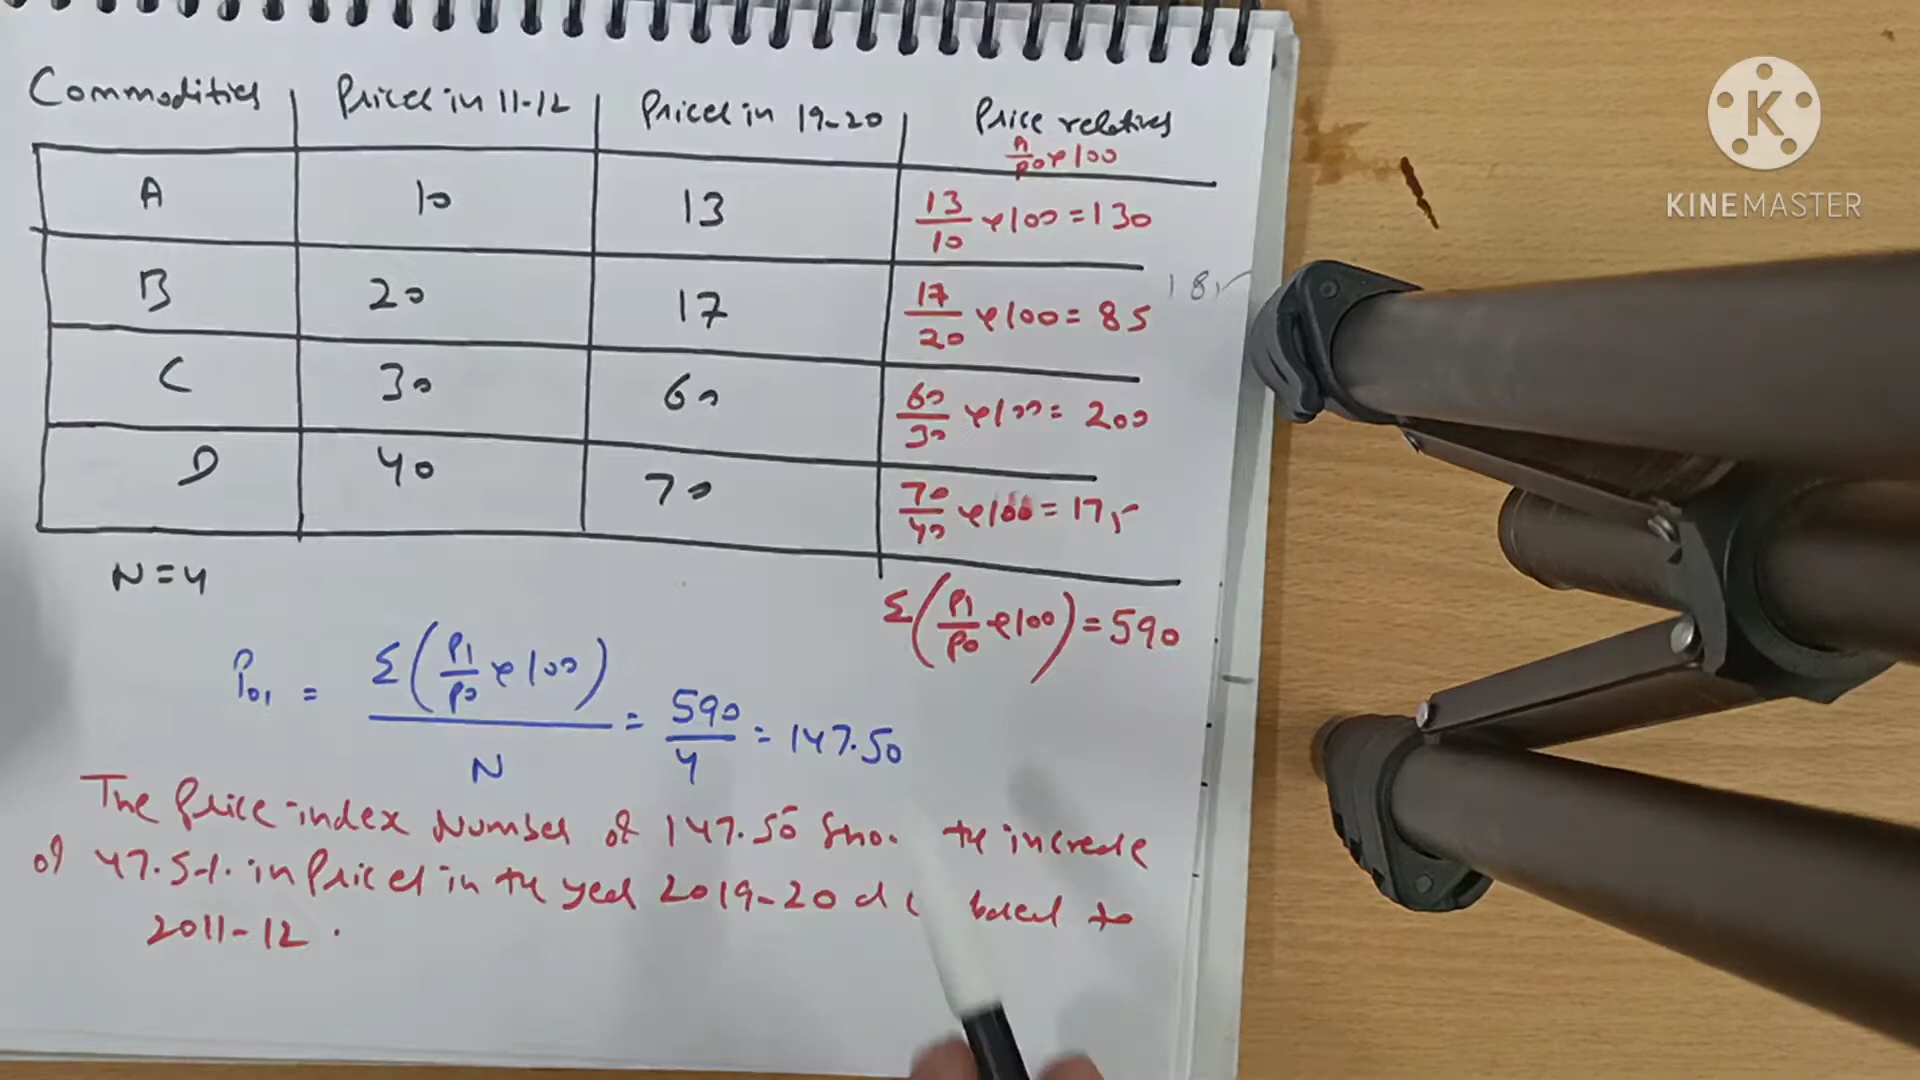 Commodities Prices in 11-12 Prices in 19-20 Price relatives
P1/P0 × 100
A 10 13 13/10 × 100 = 130
B 20 17 17/20 × 100 = 85
C 30 60 60/30 × 100 = 200
D 40 70 70/40 × 100 = 175
N = 4
Σ(P1/P0 × 100) = 590
P01 = Σ(P1/P0 × 100) / N = 590/4 = 147.50
The Price index Number of 147.50 the increase
of 47.5%. in Prices in the year 2019-20 based to
2011-12.
K
KINEMASTER